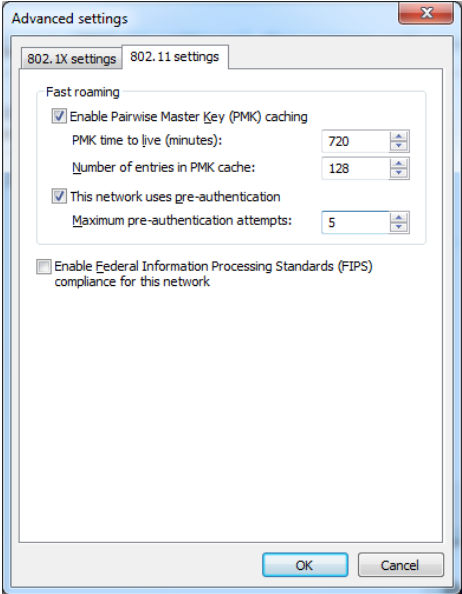 Advanced settings
802.1X settings
802.11 settings
Fast roaming
Enable Pairwise Master Key (PMK) caching
PMK time to live (minutes):
720
Number of entries in PMK cache:
128
This network uses pre-authentication
Maximum pre-authentication attempts:
5
Enable Federal Information Processing Standards (FIPS)
compliance for this network
OK
Cancel